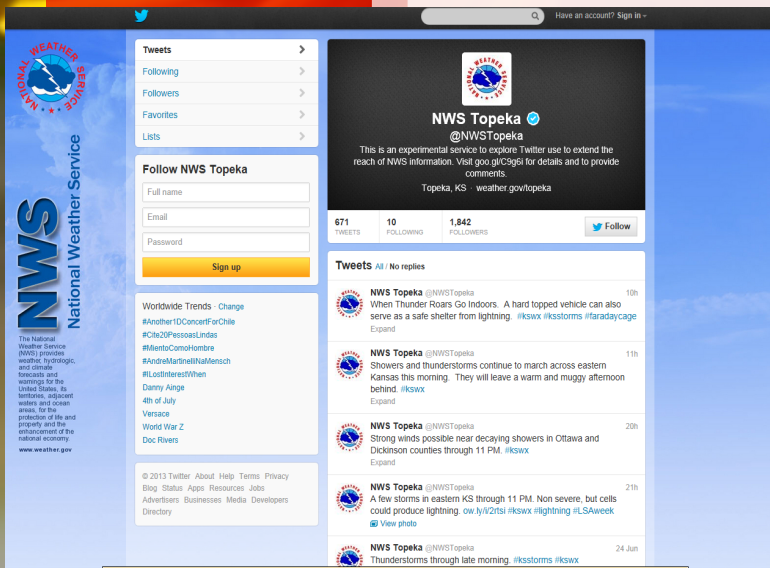 Have an account? Sign in
NATIONAL WEATHER SERVICE
NWS
National Weather Service
The National
Weather Service
(NWS) provides
weather, hydrologic,
and climate
forecasts and
warnings for the
United States, its
territories, adjacent
waters and ocean
areas, for the
protection of life and
property and the
enhancement of the
national economy.
www.weather.gov
Tweets
Following
Followers
Favorites
Lists
Follow NWS Topeka
Full name
Email
Password
Sign up
Worldwide Trends · Change
#Another1DConcertForChile
#Cite20PessoasLindas
#MientoComoHombre
#AndreMartinelliNaMensch
#ILostInterestWhen
Danny Ainge
4th of July
Versace
World War Z
Doc Rivers
© 2013 Twitter About Help Terms Privacy
Blog Status Apps Resources Jobs
Advertisers Businesses Media Developers
Directory
NATIONAL WEATHER SERVICE
NWS Topeka
@NWSTopeka
This is an experimental service to explore Twitter use to extend the
reach of NWS information. Visit goo.gl/C9g6i for details and to provide
comments.
Topeka, KS · weather.gov/topeka
671 10 1,842
TWEETS FOLLOWING FOLLOWERS
Follow
Tweets All / No replies
NWS Topeka @NWSTopeka 10h
When Thunder Roars Go Indoors. A hard topped vehicle can also
serve as a safe shelter from lightning. #kswx #ksstorms #faradaycage
Expand
NWS Topeka @NWSTopeka 11h
Showers and thunderstorms continue to march across eastern
Kansas this morning. They will leave a warm and muggy afternoon
behind. #kswx
Expand
NWS Topeka @NWSTopeka 20h
Strong winds possible near decaying showers in Ottawa and
Dickinson counties through 11 PM. #kswx
Expand
NWS Topeka @NWSTopeka 21h
A few storms in eastern KS through 11 PM. Non severe, but cells
could produce lightning. ow.ly/i/2rtsi #kswx #lightning #LSAweek
View photo
NWS Topeka @NWSTopeka 24 Jun
Thunderstorms through late morning. #ksstorms #kswx